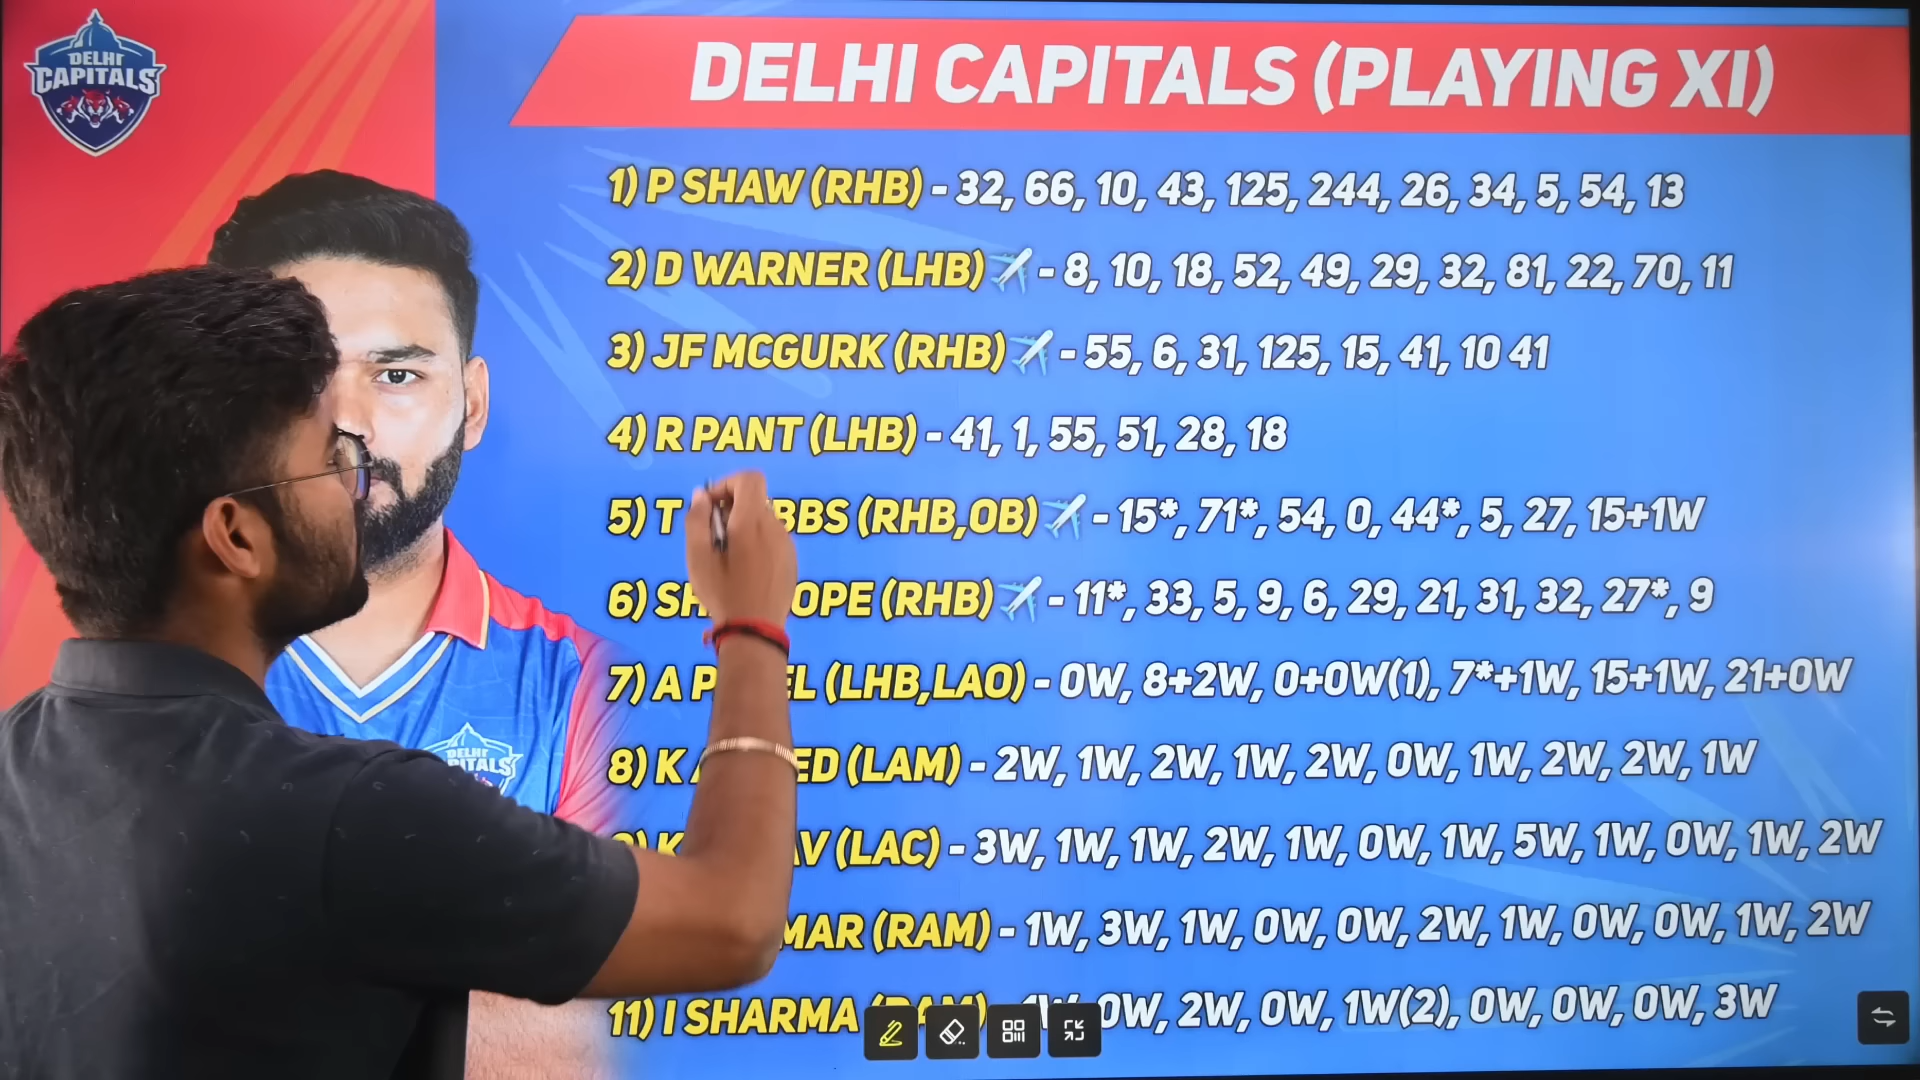 DELHI CAPITALS
DELHI CAPITALS (PLAYING XI)
1) P SHAW (RHB) - 32, 66, 10, 43, 125, 244, 26, 34, 5, 54, 13
2) D WARNER (LHB) ✈ - 8, 10, 18, 52, 49, 29, 32, 81, 22, 70, 11
3) JF MCGURK (RHB) ✈ - 55, 6, 31, 125, 15, 41, 10 41
4) R PANT (LHB) - 41, 1, 55, 51, 28, 18
5) T BBS (RHB,OB) ✈ - 15*, 71*, 54, 0, 44*, 5, 27, 15+1W
6) SH OPE (RHB) ✈ - 11*, 33, 5, 9, 6, 29, 21, 31, 32, 27*, 9
7) A P EL (LHB,LAO) - 0W, 8+2W, 0+0W(1), 7*+1W, 15+1W, 21+0W
8) K ED (LAM) - 2W, 1W, 2W, 1W, 2W, 0W, 1W, 2W, 2W, 1W
K AV (LAC) - 3W, 1W, 1W, 2W, 1W, 0W, 1W, 5W, 1W, 0W, 1W, 2W
MAR (RAM) - 1W, 3W, 1W, 0W, 0W, 2W, 1W, 0W, 0W, 1W, 2W
11) I SHARMA (RAM) 0W, 2W, 0W, 1W(2), 0W, 0W, 0W, 3W
DELHI